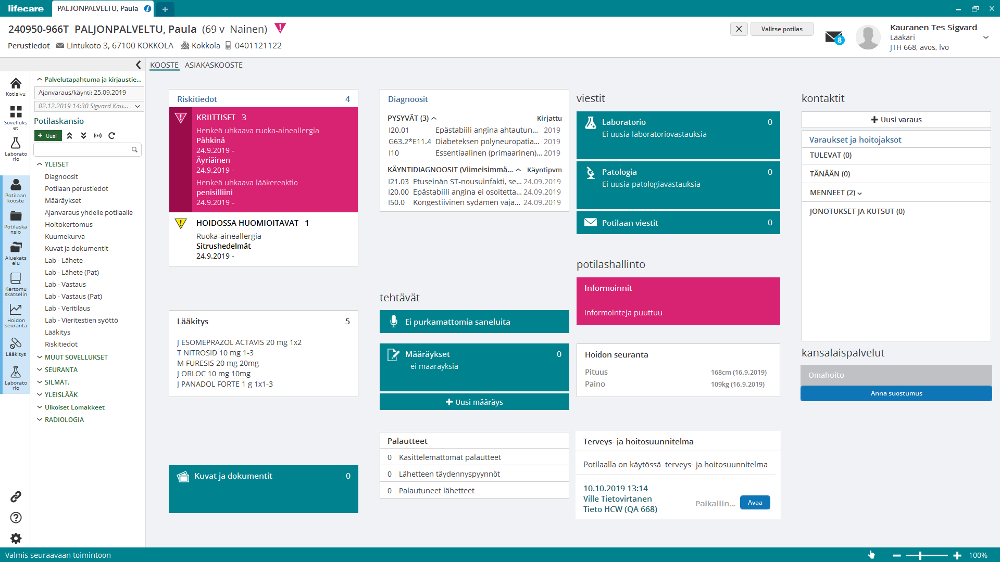 lifecare
PALJONPALVELTU, Paula
240950-966T PALJONPALVELTU, Paula (69 v Nainen)
Perustiedot Lintukoto 3, 67100 KOKKOLA Kokkola 0401121122
Valitse potilas
8
Kauranen Tes Sigvard
Lääkäri
JTH 668, avos, lvo
KOOSTE ASIAKASKOOSTE
Kotisivu
Sovelluks
et
Laborato
rio
Potilaan
kooste
Potilaska
nsio
Aluekats
elu
Kertomu
skatselin
Hoidon
seuranta
Lääkitys
Laborato
rio
Palvelutapahtuma ja kirjaustie...
Ajanvaraus/käynti: 25.09.2019
02.12.2019 14:30 Sigvard Kau...
Potilaskansio
+ Uusi
YLEISET
Diagnoosit
Potilaan perustiedot
Määräykset
Ajanvaraus yhdelle potilaalle
Hoitokertomus
Kuumekurva
Kuvat ja dokumentit
Lab - Lähete
Lab - Lähete (Pat)
Lab - Vastaus
Lab - Vastaus (Pat)
Lab - Veritilaus
Lab - Vieritestien syöttö
Lääkitys
Riskitiedot
MUUT SOVELLUKSET
SEURANTA
SILMÄT.
YLEISLÄÄK
Ulkoiset Lomakkeet
RADIOLOGIA
Riskitiedot 4
KRIITTISET 3
Henkeä uhkaava ruoka-aineallergia
Pähkinä
24.9.2019 -
Äyriäinen
24.9.2019 -
Henkeä uhkaava lääkereaktio
penisilliini
24.9.2019 -
HOIDOSSA HUOMIOITAVAT 1
Ruoka-aineallergia
Sitrushedelmät
24.9.2019 -
Lääkitys 5
J ESOMEPRAZOL ACTAVIS 20 mg 1x2
T NITROSID 10 mg 1-3
M FURESIS 20 mg 20mg
J ORLOC 10 mg 10mg
J PANADOL FORTE 1 g 1x1-3
Kuvat ja dokumentit 0
Diagnoosit
PYSYVÄT (3) Kirjattu
I20.01 Epästabiili angina ahtautun... 2019
G63.2*E11.4 Diabeteksen polyneuropatia... 2019
I10 Essentiaalinen (primaarinen)... 2019
KÄYNTIDIAGNOOSIT (Viimeisimmä... Käyntipvm
I21.03 Etuseinän ST-nousuinfakti, se... 24.09.2019
I20.00 Epästabiili angina ei osoitetta... 24.09.2019
I50.0 Kongestiivinen sydämen vaja... 24.09.2019
tehtävät
Ei purkamattomia saneluita
Määräykset 0
ei määräyksiä
+ Uusi määräys
Palautteet
0 Käsittelemättömät palautteet
0 Lähetteen täydennyspyynnöt
0 Palautuneet lähetteet
viestit
Laboratorio 0
Ei uusia laboratoriovastauksia
Patologia 0
Ei uusia patologiavastauksia
Potilaan viestit 0
potilashallinto
Informoinnit
Informointeja puuttuu
Hoidon seuranta
Pituus 168cm (16.9.2019)
Paino 109kg (16.9.2019)
Terveys- ja hoitosuunnitelma
Potilaalla on käytössä terveys- ja hoitosuunnitelma
10.10.2019 13:14
Ville Tietovirtanen
Tieto HCW (QA 668)
Paikallin... Avaa
kontaktit
+ Uusi varaus
Varaukset ja hoitojaksot
TULEVAT (0)
TÄNÄÄN (0)
MENNEET (2)
JONOTUKSET JA KUTSUT (0)
kansalaispalvelut
Omahoito
Anna suostumus
Valmis seuraavaan toimintoon
100%